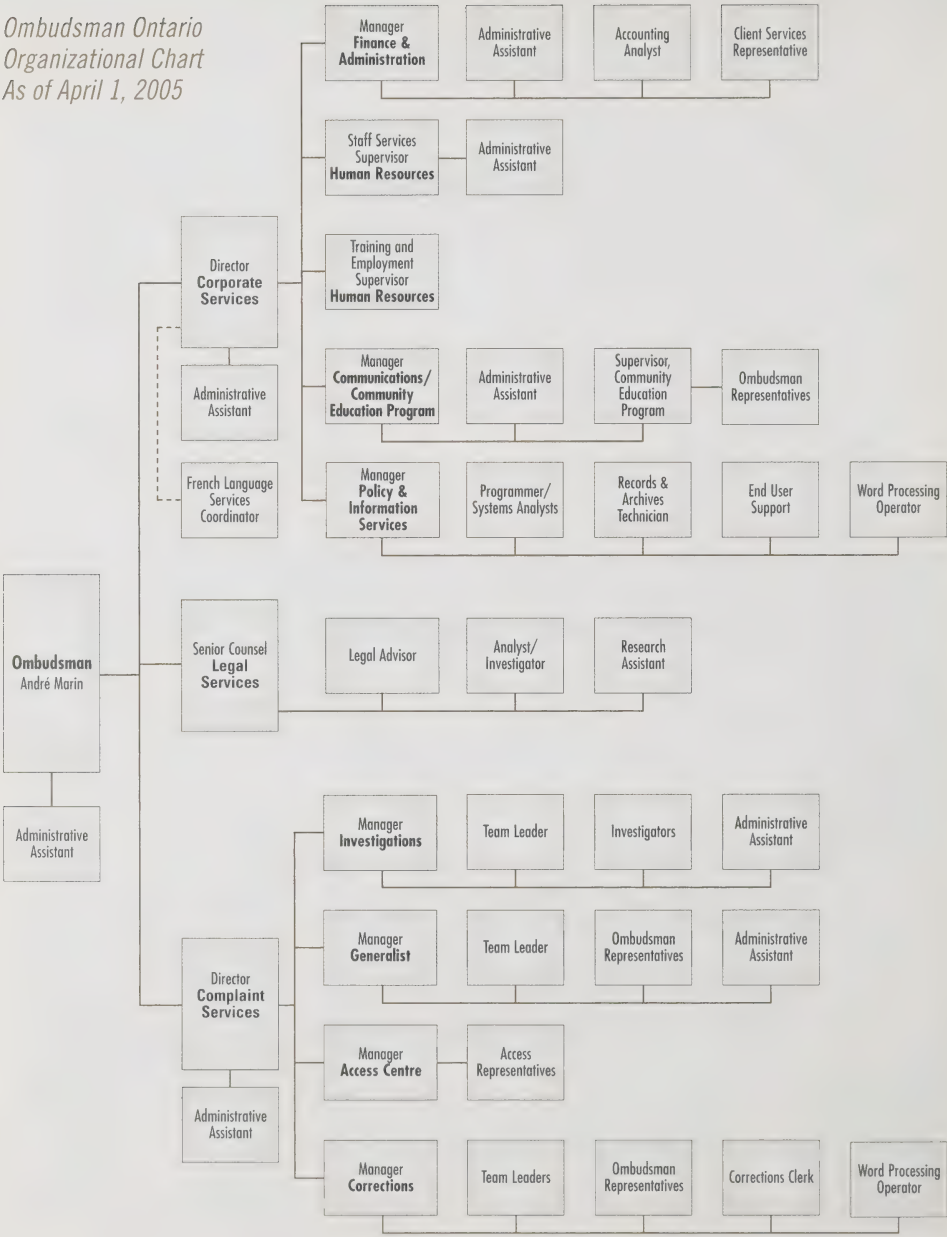 Ombudsman Ontario
Organizational Chart
As of April 1, 2005
Manager
Finance &
Administration
Administrative
Assistant
Accounting
Analyst
Client Services
Representative
Staff Services
Supervisor
Human Resources
Administrative
Assistant
Director
Corporate
Services
Training and
Employment
Supervisor
Human Resources
Administrative
Assistant
Manager
Communications/
Community
Education Program
Administrative
Assistant
Supervisor,
Community
Education
Program
Ombudsman
Representatives
French Language
Services
Coordinator
Manager
Policy &
Information
Services
Programmer/
Systems Analysts
Records &
Archives
Technician
End User
Support
Word Processing
Operator
Ombudsman
André Marin
Administrative
Assistant
Senior Counsel
Legal
Services
Legal Advisor
Analyst/
Investigator
Research
Assistant
Director
Complaint
Services
Administrative
Assistant
Manager
Investigations
Team Leader
Investigators
Administrative
Assistant
Manager
Generalist
Team Leader
Ombudsman
Representatives
Administrative
Assistant
Manager
Access Centre
Access
Representatives
Manager
Corrections
Team Leaders
Ombudsman
Representatives
Corrections Clerk
Word Processing
Operator